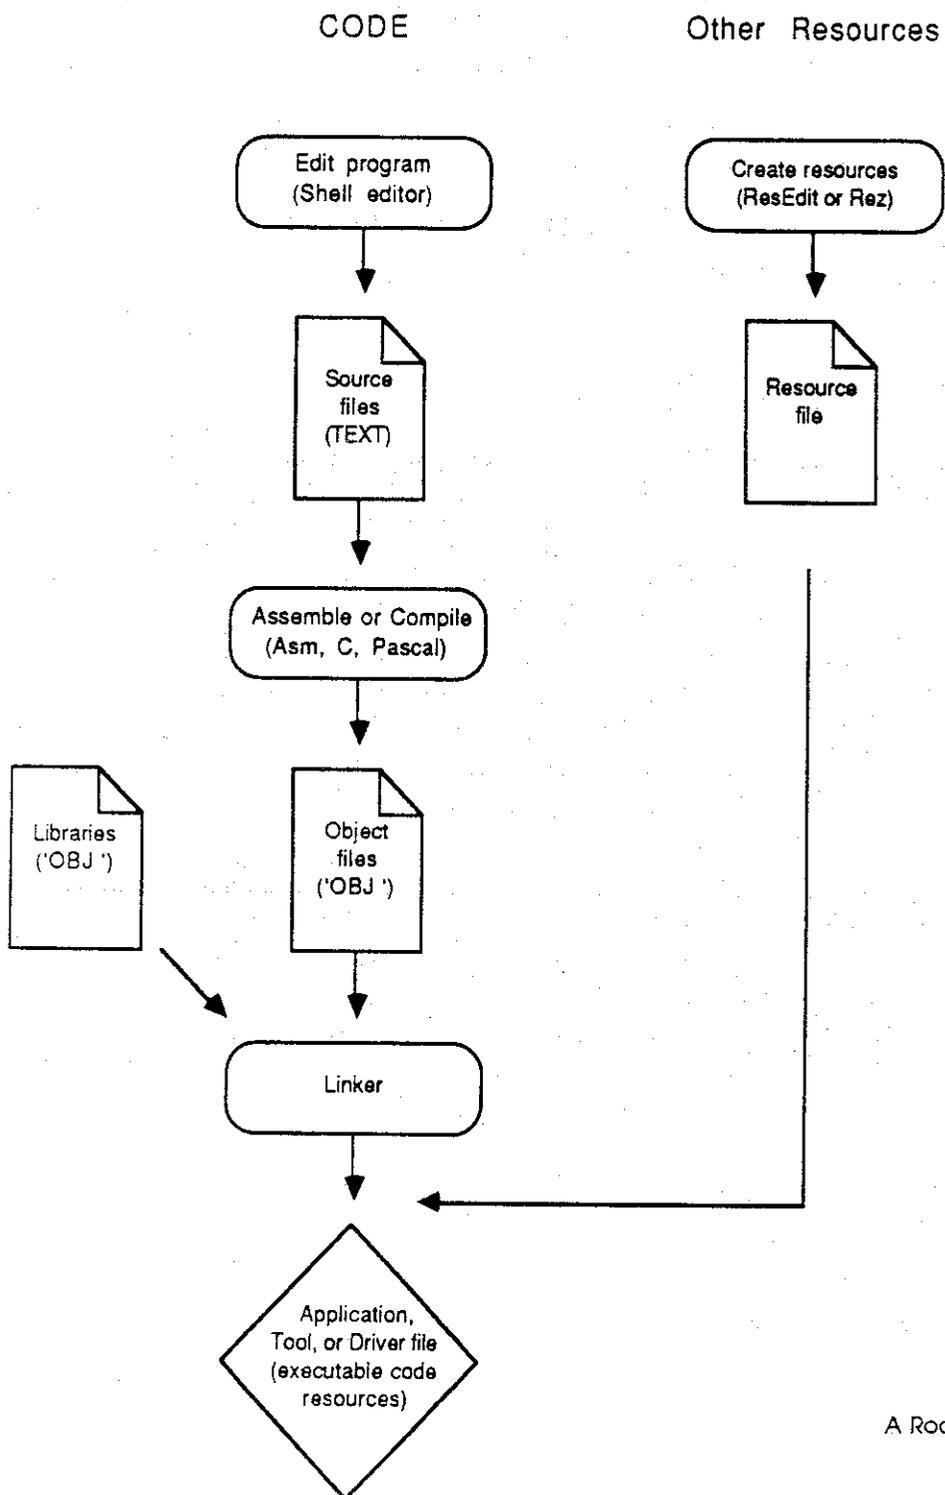 CODE
Other Resources
Edit program
(Shell editor)
Create resources
(ResEdit or Rez)
Source
files
(TEXT)
Resource
file
Assemble or Compile
(Asm, C, Pascal)
Libraries
('OBJ ')
Object
files
('OBJ ')
Linker
Application,
Tool, or Driver file
(executable code
resources)
A